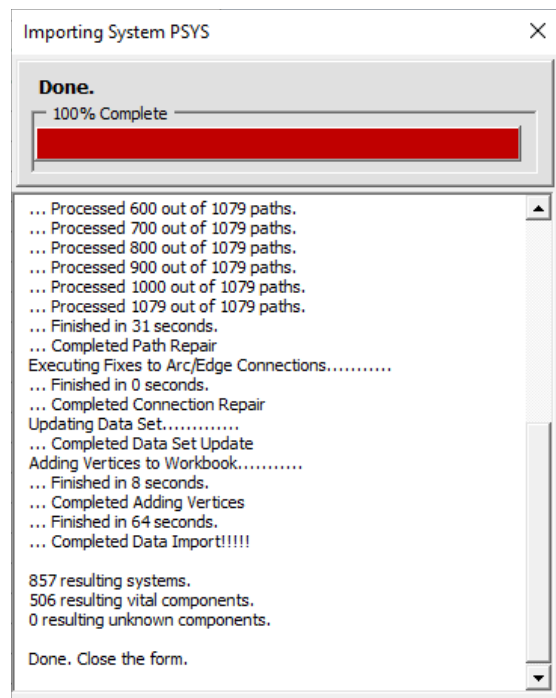 Importing System PSYS
Done.
100% Complete
... Processed 600 out of 1079 paths.
... Processed 700 out of 1079 paths.
... Processed 800 out of 1079 paths.
... Processed 900 out of 1079 paths.
... Processed 1000 out of 1079 paths.
... Processed 1079 out of 1079 paths.
... Finished in 31 seconds.
... Completed Path Repair
Executing Fixes to Arc/Edge Connections...........
... Finished in 0 seconds.
... Completed Connection Repair
Updating Data Set.............
... Completed Data Set Update
Adding Vertices to Workbook...........
... Finished in 8 seconds.
... Completed Adding Vertices
... Finished in 64 seconds.
... Completed Data Import!!!!!
857 resulting systems.
506 resulting vital components.
0 resulting unknown components.
Done. Close the form.